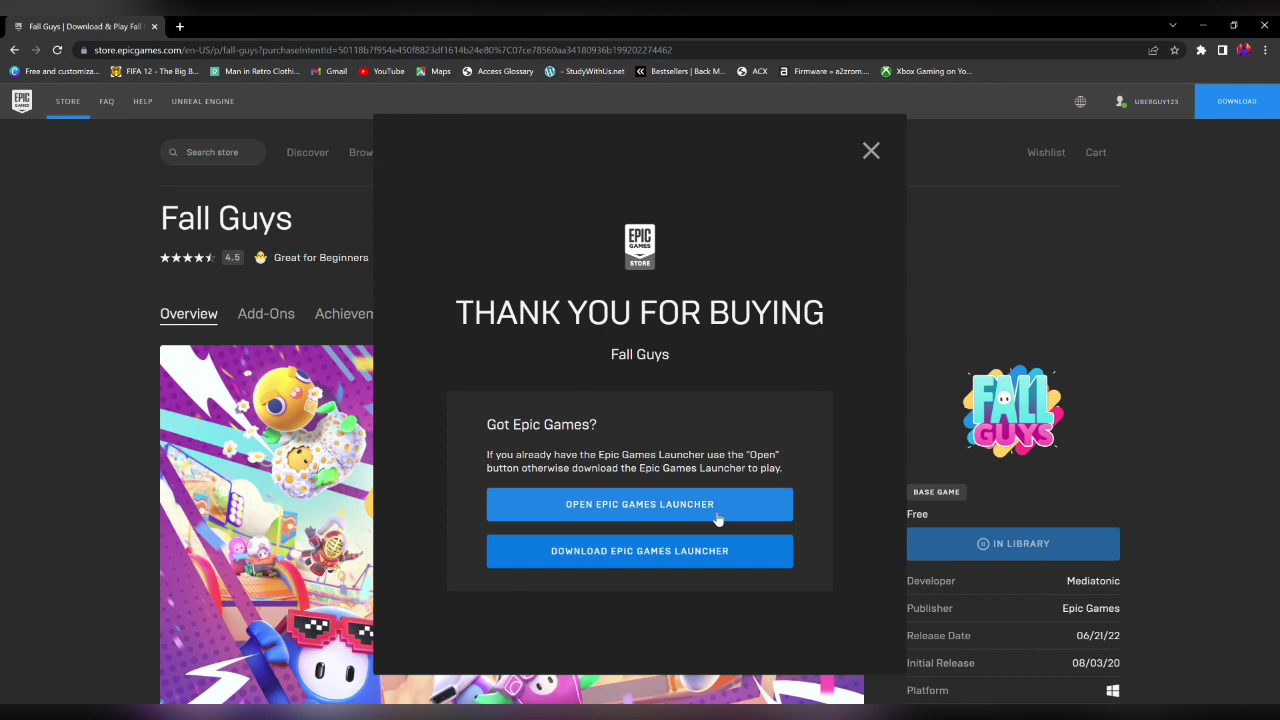 Fall Guys | Download & Play Fall
store.epicgames.com/en-US/p/fall-guys?purchaseIntentId=50118b7f954e450f8823df1614b24e80%7C07ce78560aa34180936b199202274462
Free and customiza...
FIFA 12 - The Big B...
Man in Retro Clothi...
Gmail
YouTube
Maps
Access Glossary
- StudyWithUs.net
Bestsellers | Back M...
ACX
Firmware » a2zrom....
Xbox Gaming on Yo...
EPIC GAMES
STORE
FAQ
HELP
UNREAL ENGINE
UBERGUY123
DOWNLOAD
Search store
Discover
Brow
Wishlist
Cart
Fall Guys
4.5
Great for Beginners
Overview
Add-Ons
Achievem
EPIC
GAMES
STORE
THANK YOU FOR BUYING
Fall Guys
Got Epic Games?
If you already have the Epic Games Launcher use the "Open"
button otherwise download the Epic Games Launcher to play.
OPEN EPIC GAMES LAUNCHER
DOWNLOAD EPIC GAMES LAUNCHER
FALL
GUYS
BASE GAME
Free
IN LIBRARY
Developer
Mediatonic
Publisher
Epic Games
Release Date
06/21/22
Initial Release
08/03/20
Platform